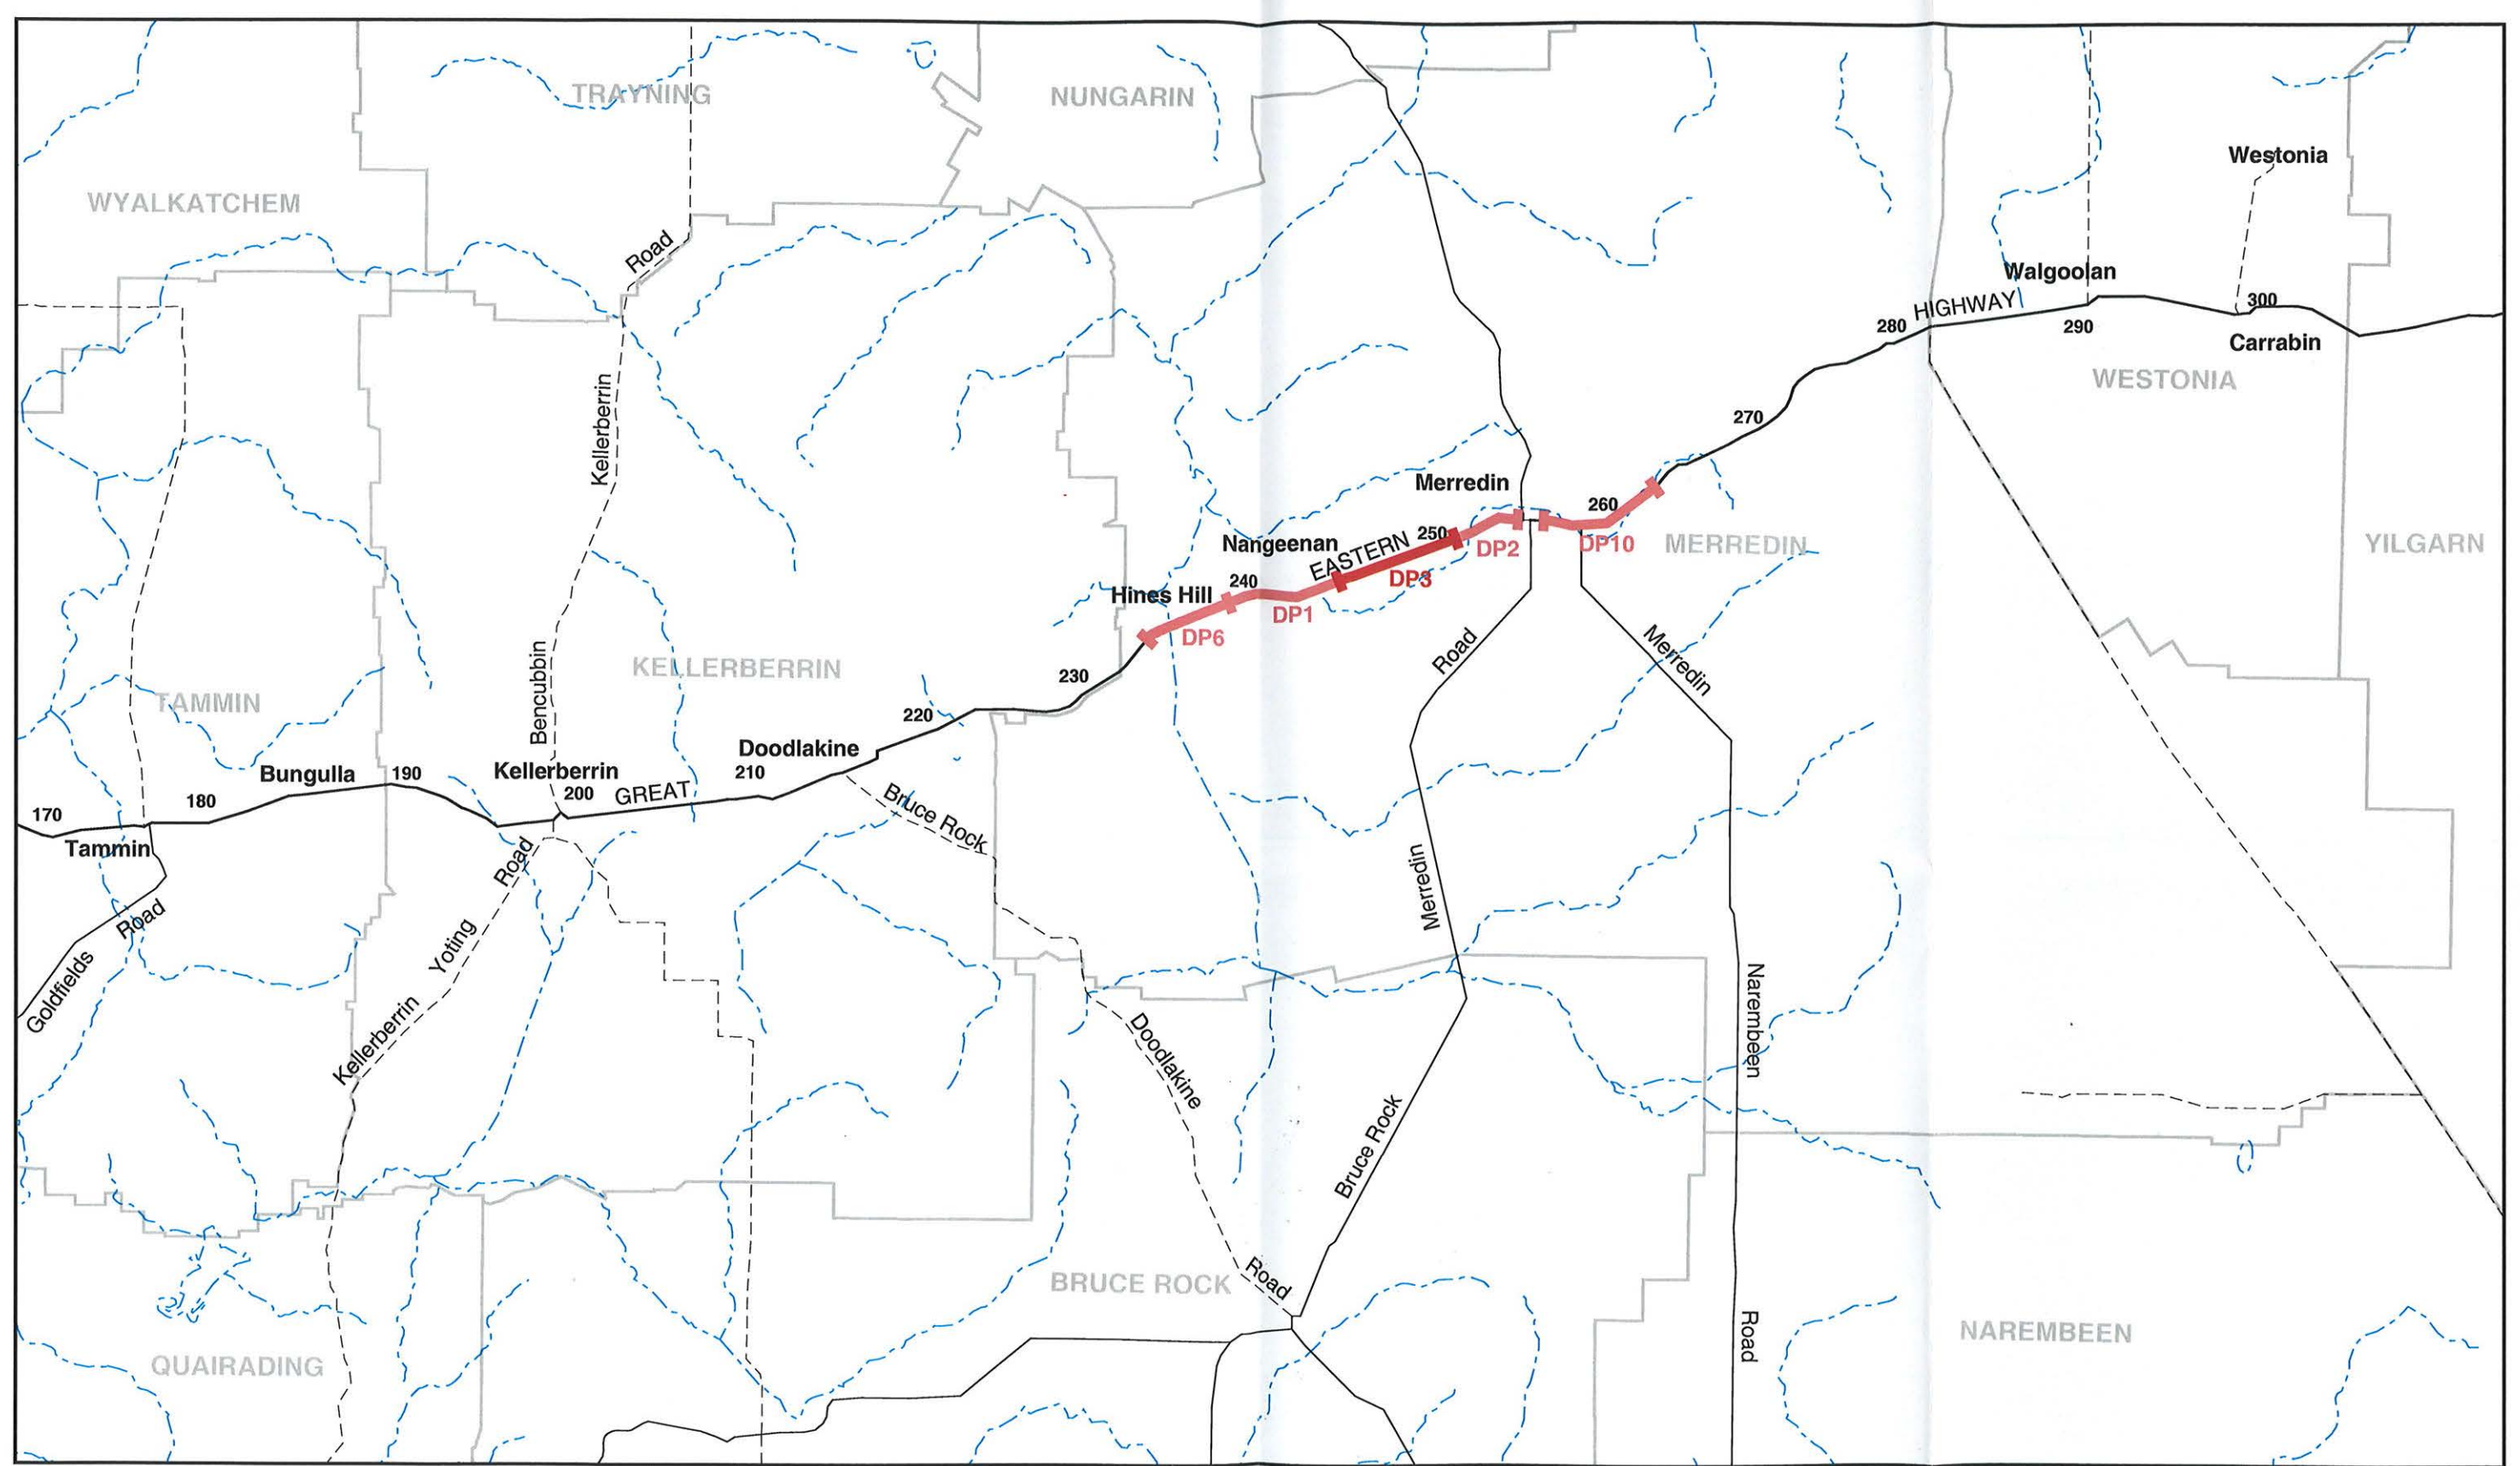 TRAYNING
NUNGARIN
Westonia
WYALKATCHEM
Road
Walgoolan
HIGHWAY
300
280
290
Carrabin
WESTONIA
Kellerberrin
270
Merredin
260
250
Nangeenan
EASTERN
DP2
DP10
MERREDIN
YILGARN
DP3
240
Hines Hill
DP1
DP6
Road
Merredin
Bencubbin
KELLERBERRIN
230
TAMMIN
220
Doodlakine
Bungulla
190
Kellerberrin
210
200
GREAT
180
170
Bruce Rock
Tammin
Road
Merredin
Road
Yoting
Goldfields
Kellerberrin
Narembeen
Doodlakine
Bruce Rock
Road
BRUCE ROCK
Road
NAREMBEEN
QUAIRADING